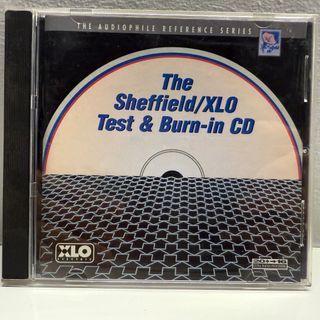 THE AUDIOPHILE REFERENCE SERIES
The
Sheffield/XLO
Test & Burn-in CD
XLO